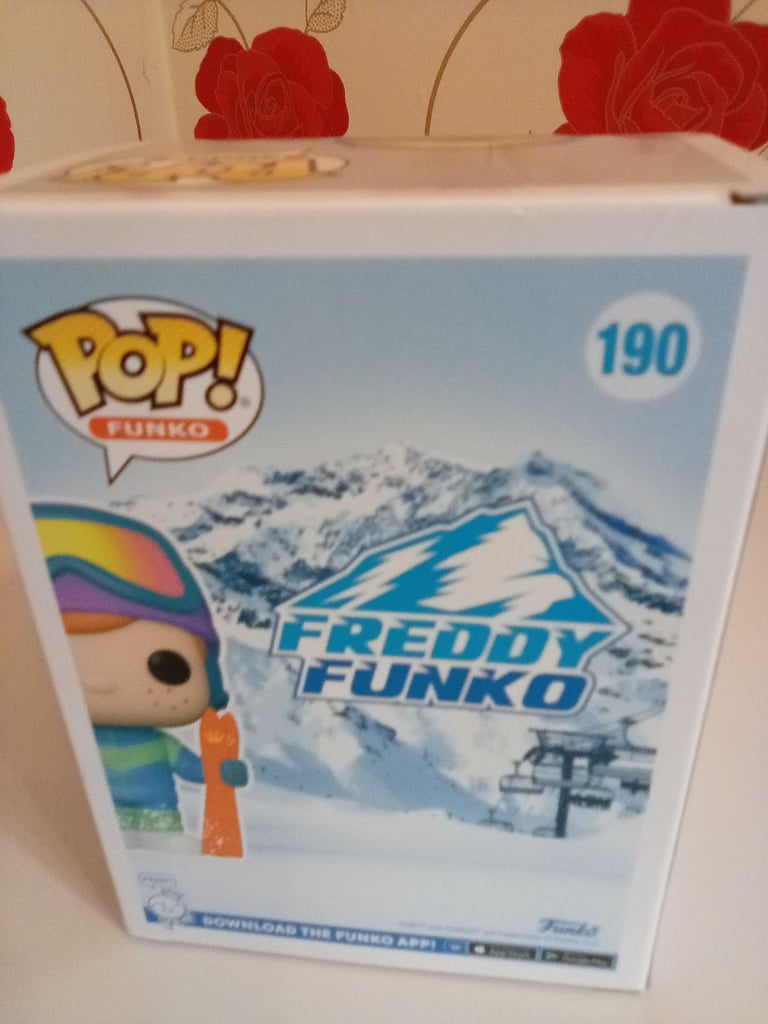 POP!
FUNKO
190
FREDDY
FUNKO
DOWNLOAD THE FUNKO APP!
Funko